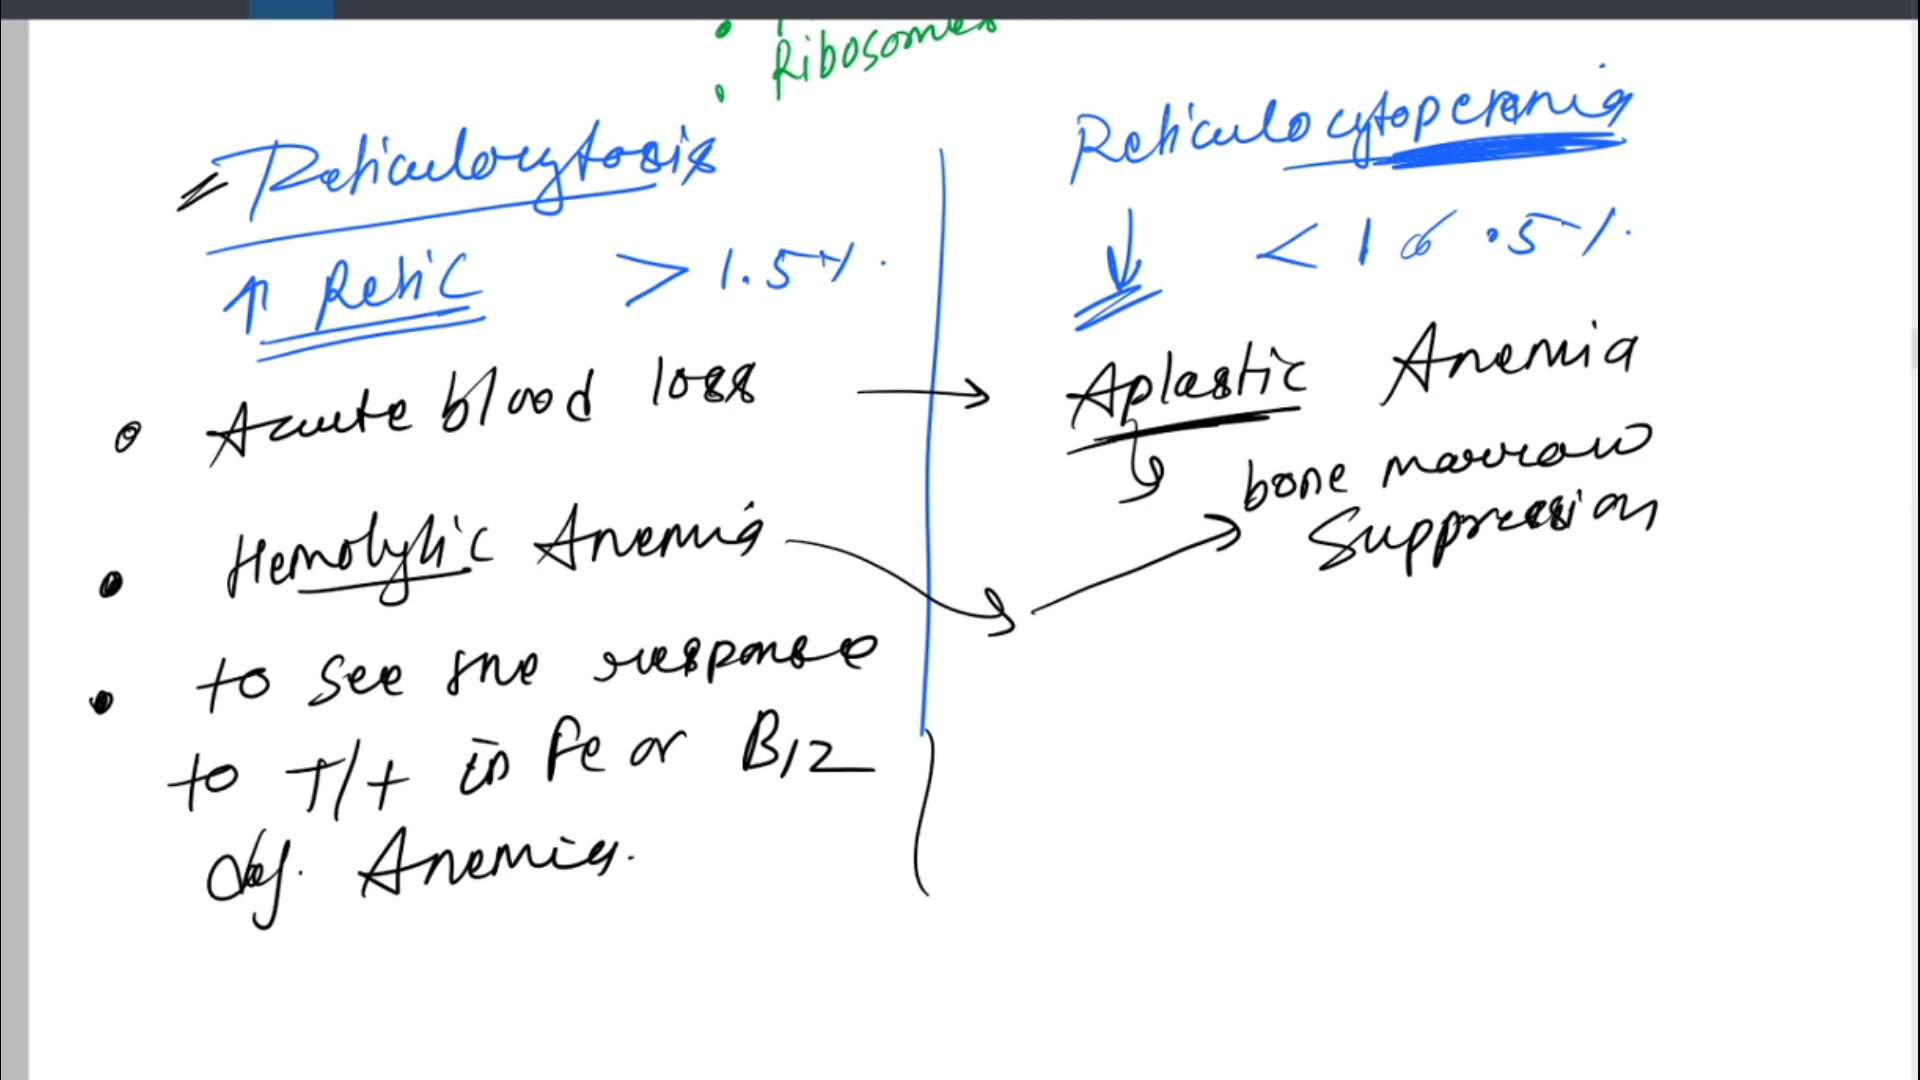 Ribosomes
Reticulocytosis
↑ Retic > 1.5%.
Acute blood loss →
Hemolytic Anemia
to see the response
to T/t in Fe or B12
def. Anemia.
Reticulocytopenia
↓ < 1 or .5%.
Aplastic Anemia
bone marrow
Suppression